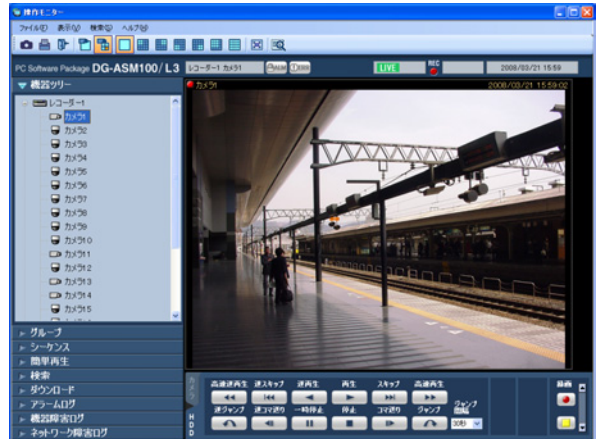 操作モニター
ファイル(F) 表示(V) 検索(S) ヘルプ(H)
PC Software Package DG-ASM100/L3
レコーダー1 カメラ1
LIVE
REC
2008/03/21 15:59
機器ツリー
レコーダー1
カメラ1
カメラ2
カメラ3
カメラ4
カメラ5
カメラ6
カメラ7
カメラ8
カメラ9
カメラ10
カメラ11
カメラ12
カメラ13
カメラ14
カメラ15
グループ
シーケンス
簡単再生
検索
ダウンロード
アラームログ
機器障害ログ
ネットワーク障害ログ
カメラ1
2008/03/21 15:59:02
カメラ
HDD
高速逆再生 逆スキップ 逆再生 再生 スキップ 高速再生
逆ジャンプ 逆コマ送り 一時停止 停止 コマ送り ジャンプ
ジャンプ
間隔
30秒
録画